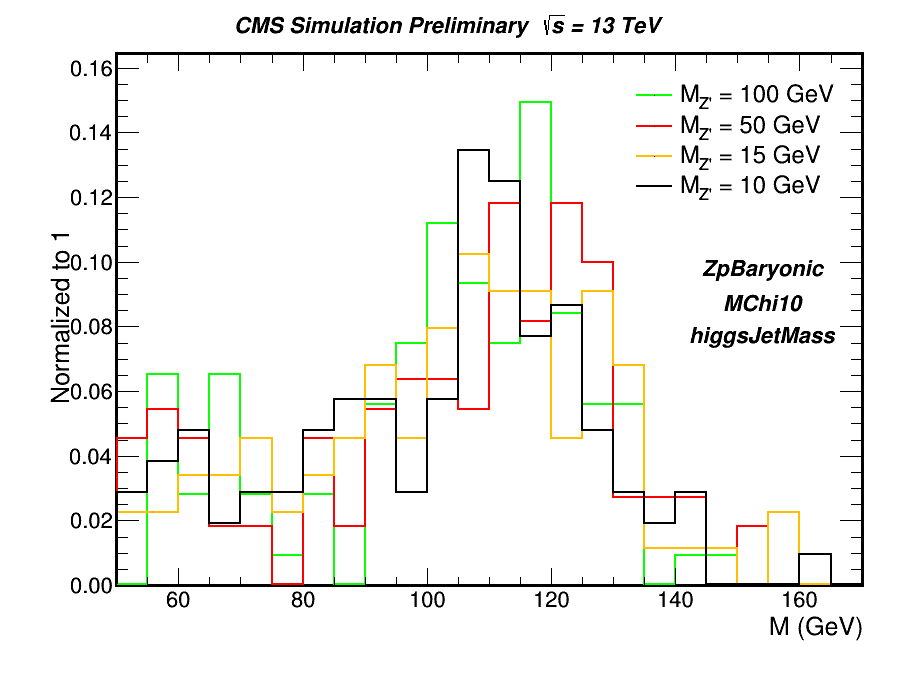 CMS Simulation Preliminary √s = 13 TeV
0.16
0.14
0.12
0.10
0.08
0.06
0.04
0.02
0.00
Normalized to 1
M_Z' = 100 GeV
M_Z' = 50 GeV
M_Z' = 15 GeV
M_Z' = 10 GeV
ZpBaryonic
MChi10
higgsJetMass
60 80 100 120 140 160
M (GeV)